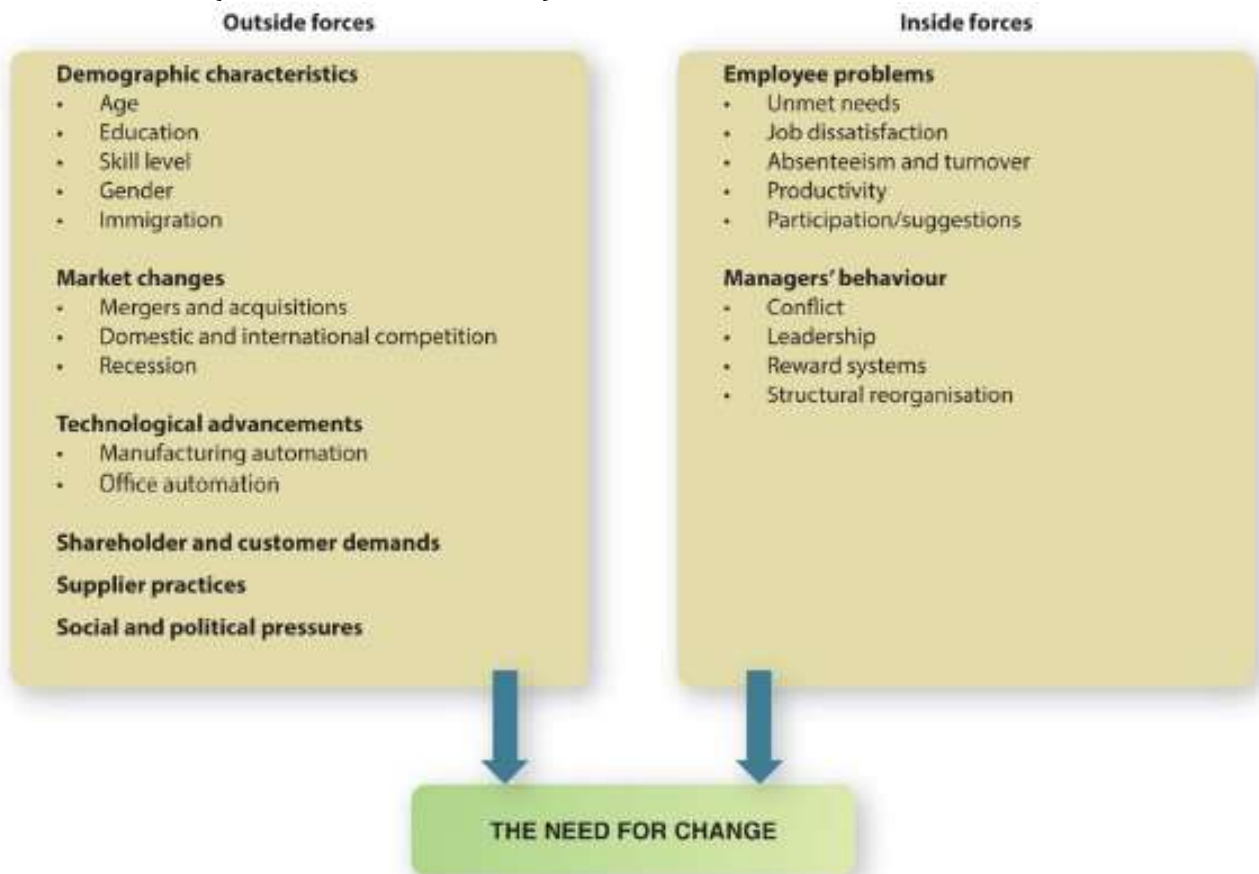 Outside forces
Demographic characteristics
• Age
• Education
• Skill level
• Gender
• Immigration
Market changes
• Mergers and acquisitions
• Domestic and international competition
• Recession
Technological advancements
• Manufacturing automation
• Office automation
Shareholder and customer demands
Supplier practices
Social and political pressures
Inside forces
Employee problems
• Unmet needs
• Job dissatisfaction
• Absenteeism and turnover
• Productivity
• Participation/suggestions
Managers' behaviour
• Conflict
• Leadership
• Reward systems
• Structural reorganisation
THE NEED FOR CHANGE